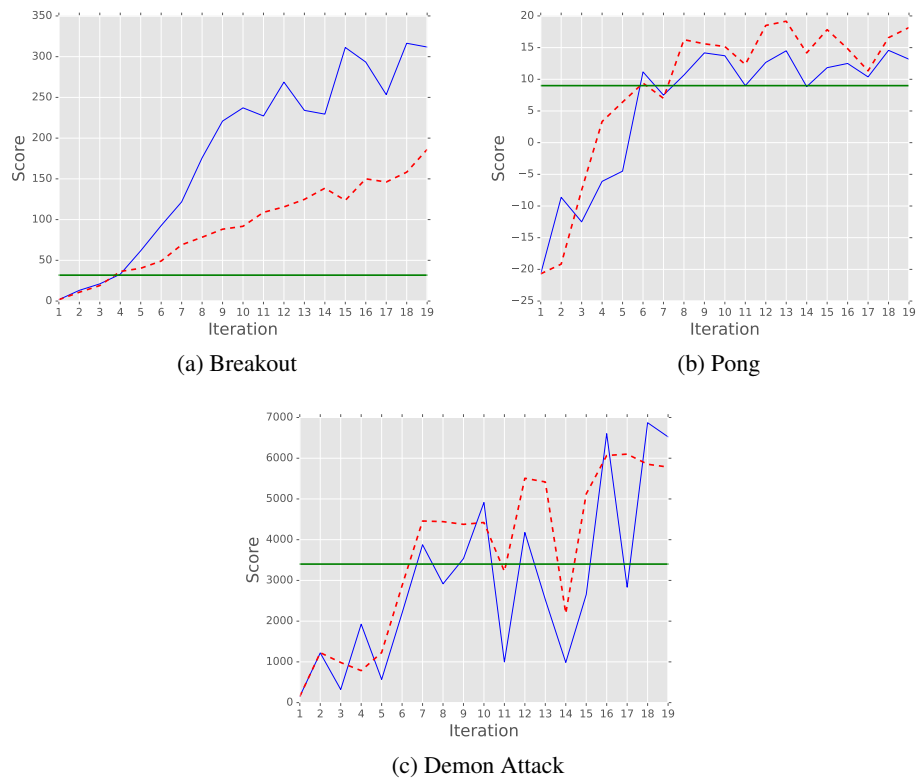 350
300
250
200
150
100
50
0
Score
1 2 3 4 5 6 7 8 9 10 11 12 13 14 15 16 17 18 19
Iteration
(a) Breakout
20
15
10
5
0
−5
−10
−15
−20
−25
Score
1 2 3 4 5 6 7 8 9 10 11 12 13 14 15 16 17 18 19
Iteration
(b) Pong
7000
6000
5000
4000
3000
2000
1000
0
Score
1 2 3 4 5 6 7 8 9 10 11 12 13 14 15 16 17 18 19
Iteration
(c) Demon Attack